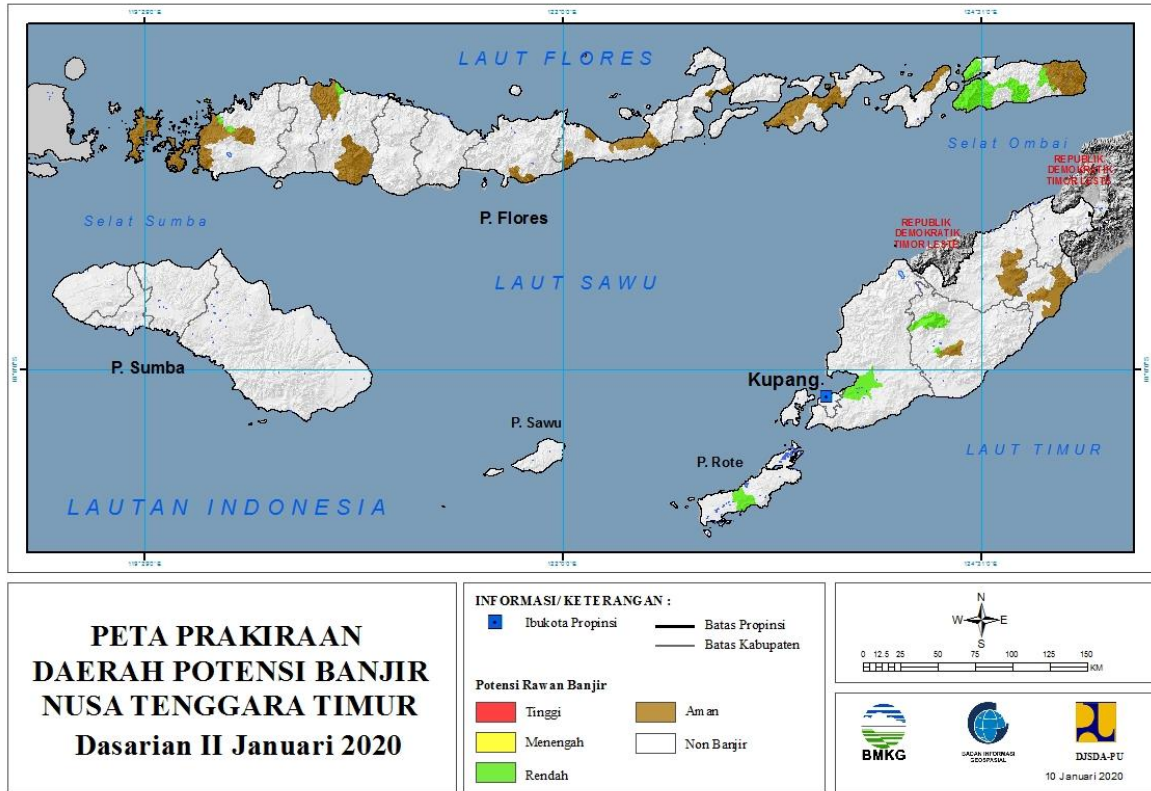 LAUT FLORES
Selat Ombai
REPUBLIK
DEMOKRATIK
TIMOR LESTE
P. Flores
Selat Sumba
REPUBLIK
DEMOKRATIK
TIMOR LESTE
LAUT SAWU
P. Sumba
Kupang
P. Sawu
P. Rote
LAUT TIMUR
LAUTAN INDONESIA
PETA PRAKIRAAN
DAERAH POTENSI BANJIR
NUSA TENGGARA TIMUR
Dasarian II Januari 2020
INFORMASI/ KETERANGAN :
Ibukota Propinsi
Batas Propinsi
Batas Kabupaten
Potensi Rawan Banjir
Tinggi
Menengah
Rendah
Aman
Non Banjir
N
W E
S
0 12.5 25 50 75 100 125 150
KM
BMKG
BADAN INFORMASI
GEOSPASIAL
DJSDA-PU
10 Januari 2020